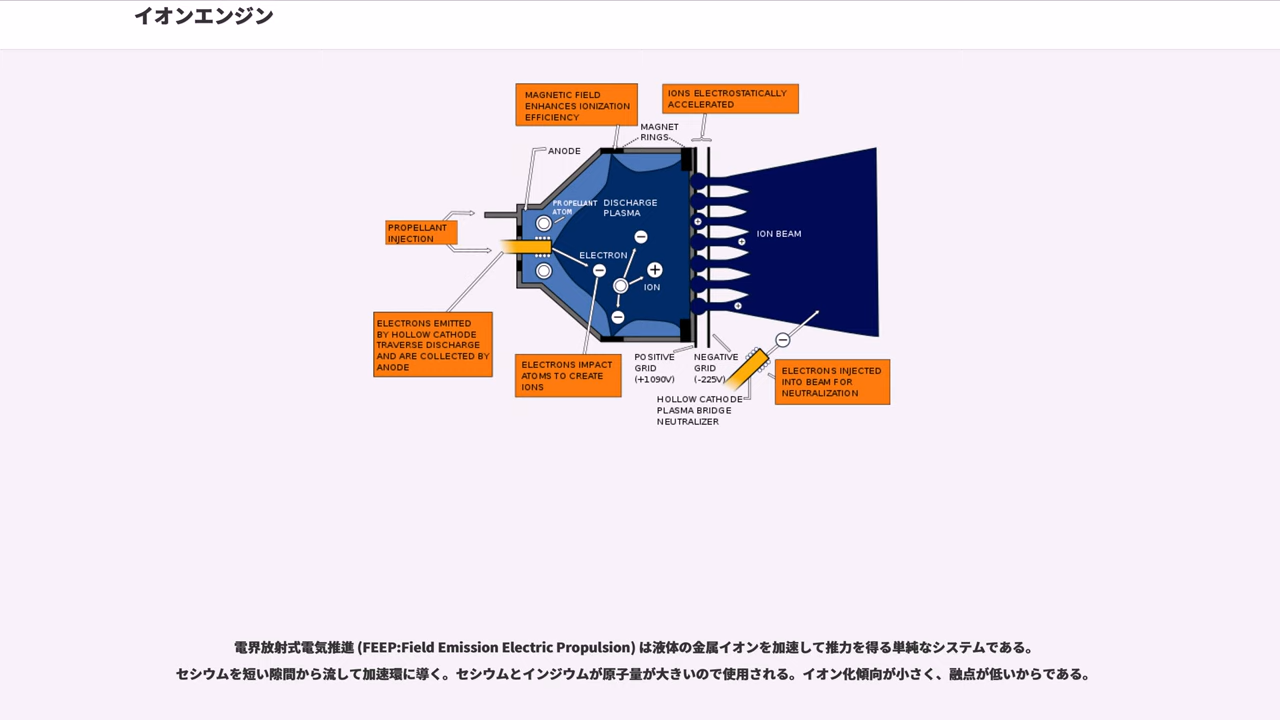 イオンエンジン
MAGNETIC FIELD
ENHANCES IONIZATION
EFFICIENCY
IONS ELECTROSTATICALLY
ACCELERATED
MAGNET
RINGS
ANODE
PROPELLANT
ATOM
DISCHARGE
PLASMA
PROPELLANT
INJECTION
ION BEAM
ELECTRON
ION
ELECTRONS EMITTED
BY HOLLOW CATHODE
TRAVERSE DISCHARGE
AND ARE COLLECTED BY
ANODE
ELECTRONS IMPACT
ATOMS TO CREATE
IONS
POSITIVE
GRID
(+1090V)
NEGATIVE
GRID
(-225V)
ELECTRONS INJECTED
INTO BEAM FOR
NEUTRALIZATION
HOLLOW CATHODE
PLASMA BRIDGE
NEUTRALIZER
電界放射式電気推進 (FEEP:Field Emission Electric Propulsion) は液体の金属イオンを加速して推力を得る単純なシステムである。
セシウムを短い隙間から流して加速環に導く。セシウムとインジウムが原子量が大きいので使用される。イオン化傾向が小さく、融点が低いからである。